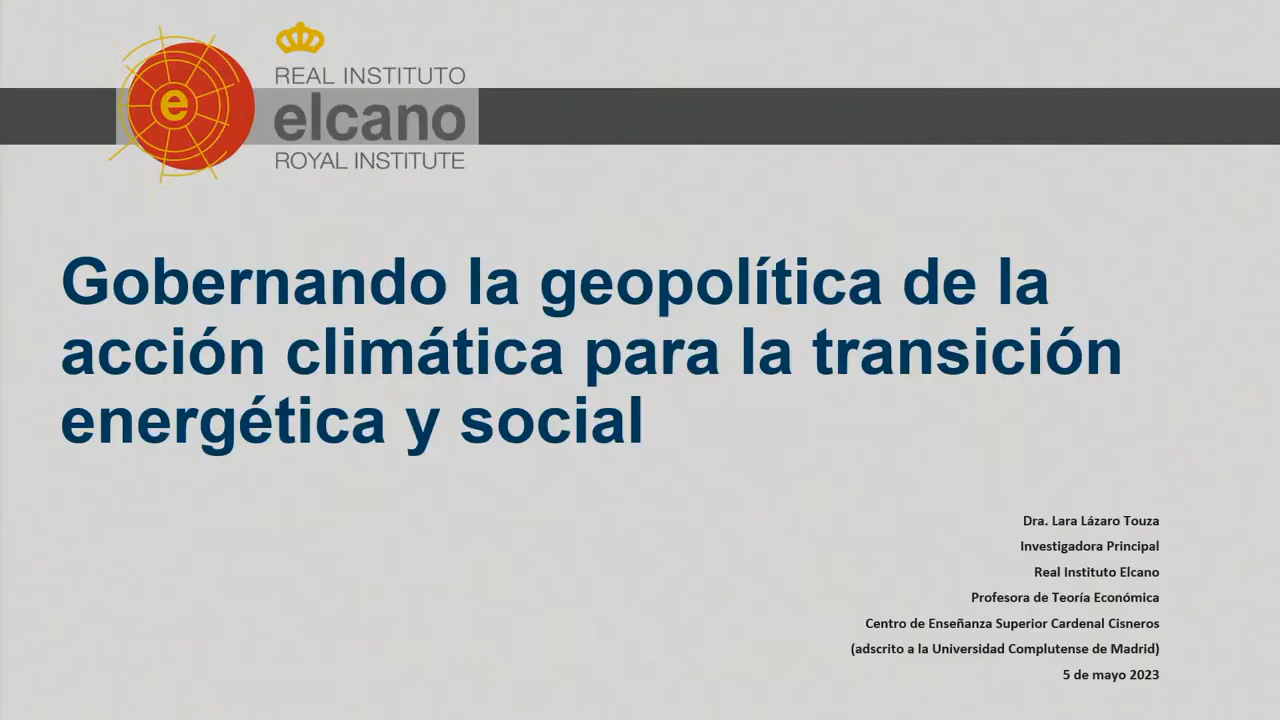 e
REAL INSTITUTO
elcano
ROYAL INSTITUTE
Gobernando la geopolítica de la
acción climática para la transición
energética y social
Dra. Lara Lázaro Touza
Investigadora Principal
Real Instituto Elcano
Profesora de Teoría Económica
Centro de Enseñanza Superior Cardenal Cisneros
(adscrito a la Universidad Complutense de Madrid)
5 de mayo 2023